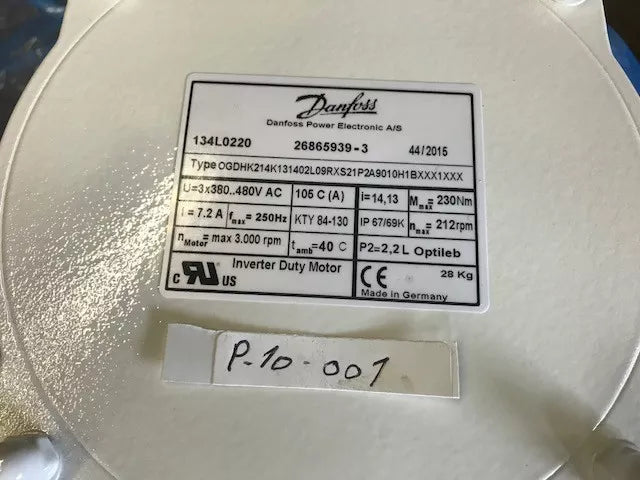 Danfoss
Danfoss Power Electronic A/S
134L0220 26865939-3 44/2015
Type OGDHK214K131402L09RXS21P2A9010H1BXXX1XXX
U=3x380..480V AC 105 C (A) i=14,13 Mmax=230Nm
I = 7.2 A fmax= 250Hz KTY 84-130 IP 67/69K nmax=212rpm
nMotor= max 3.000 rpm tamb=40 C P2=2,2 L Optileb
c RU US Inverter Duty Motor CE 28 Kg
Made in Germany
P-10-001